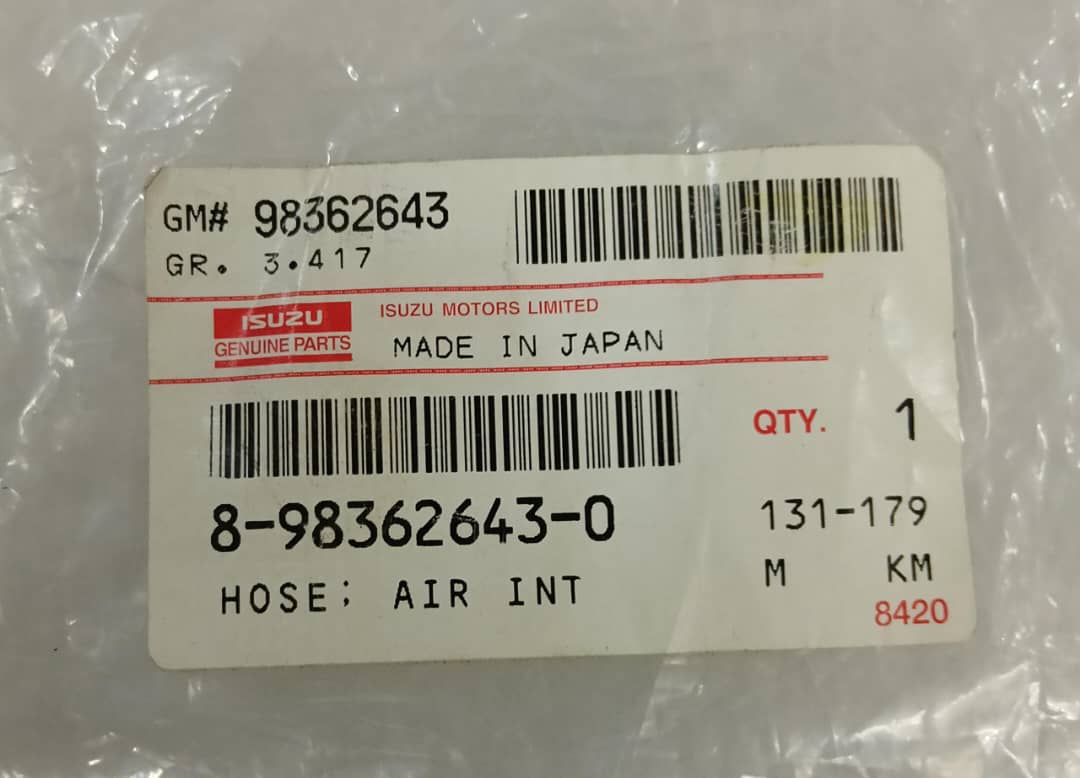 GM# 98362643
GR. 3.417
ISUZU
GENUINE PARTS
ISUZU MOTORS LIMITED
MADE IN JAPAN
QTY. 1
8-98362643-0
131-179
HOSE; AIR INT
M KM
8420